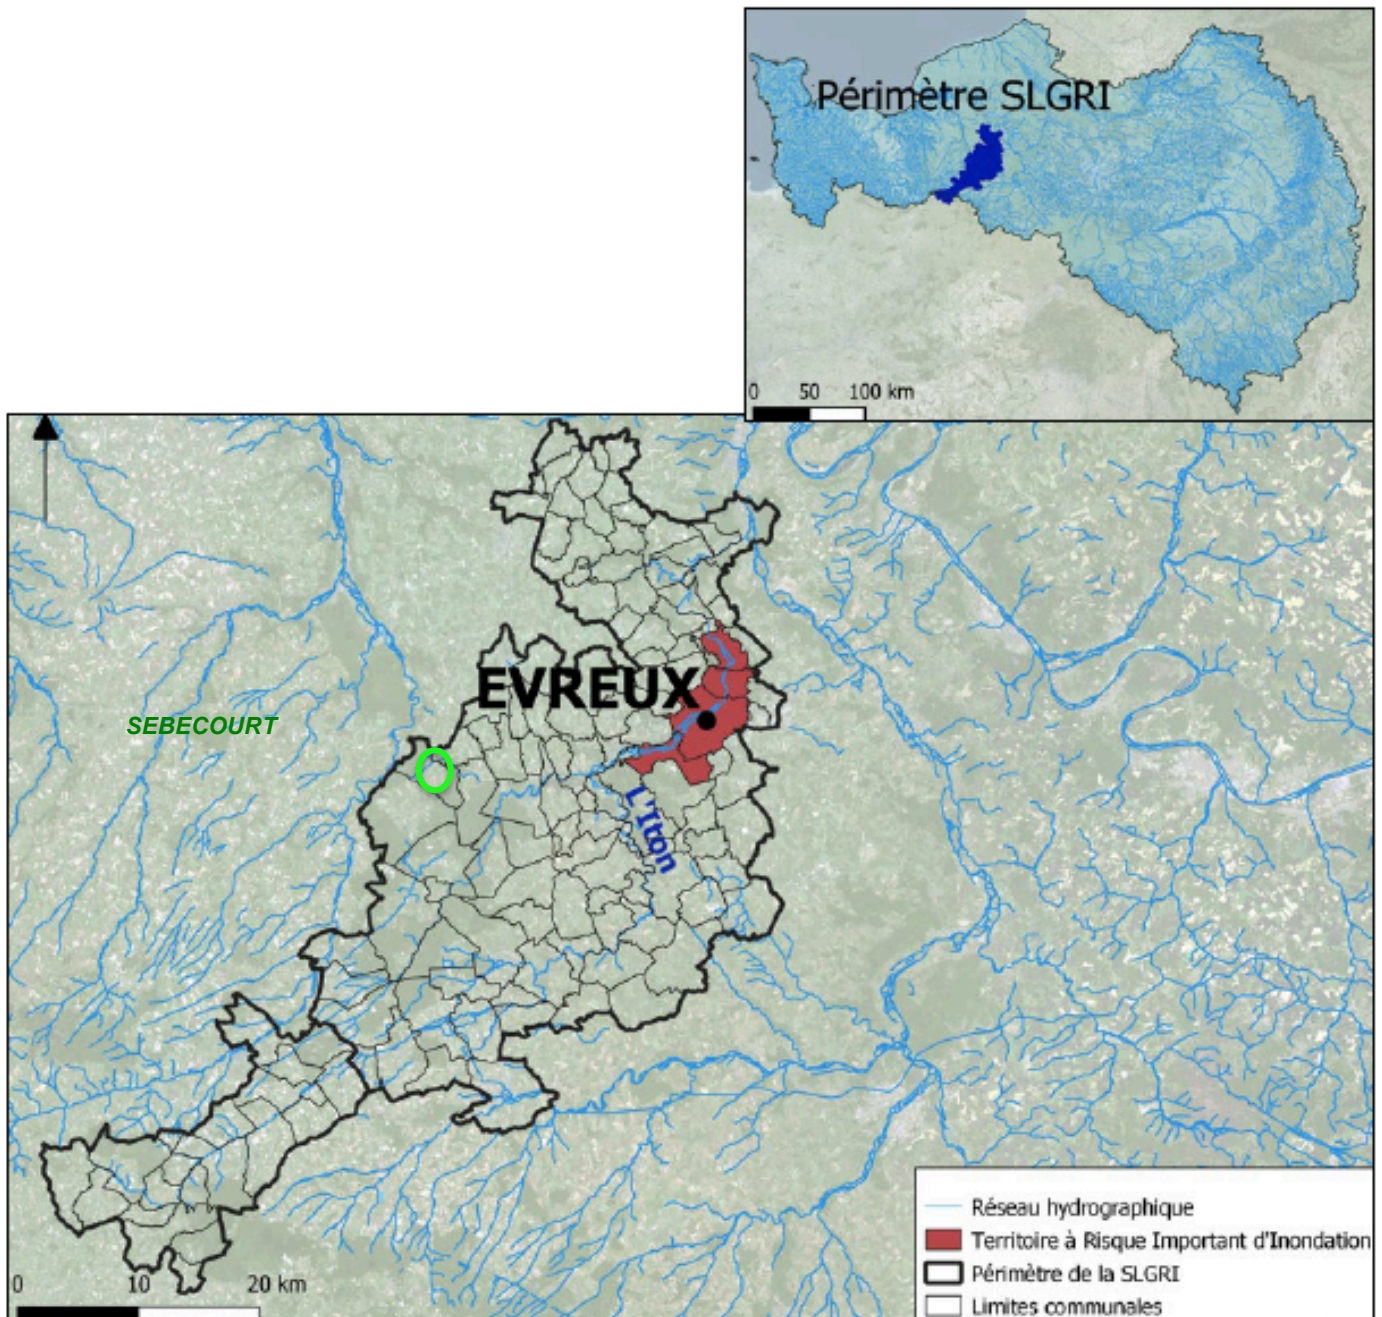 Périmètre SLGRI
0 50 100 km
EVREUX
SEBECOURT
L'Iton
Réseau hydrographique
Territoire à Risque Important d'Inondation
Périmètre de la SLGRI
Limites communales
0 10 20 km